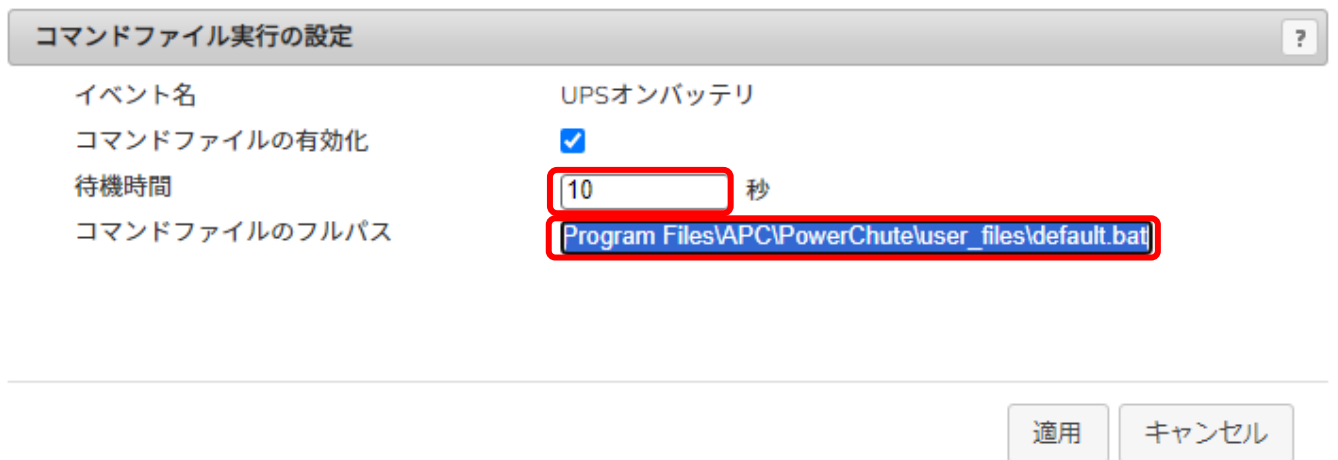 コマンドファイル実行の設定 ?
イベント名 UPSオンバッテリ
コマンドファイルの有効化
待機時間 10 秒
コマンドファイルのフルパス Program Files\APC\PowerChute\user_files\default.bat
適用 キャンセル